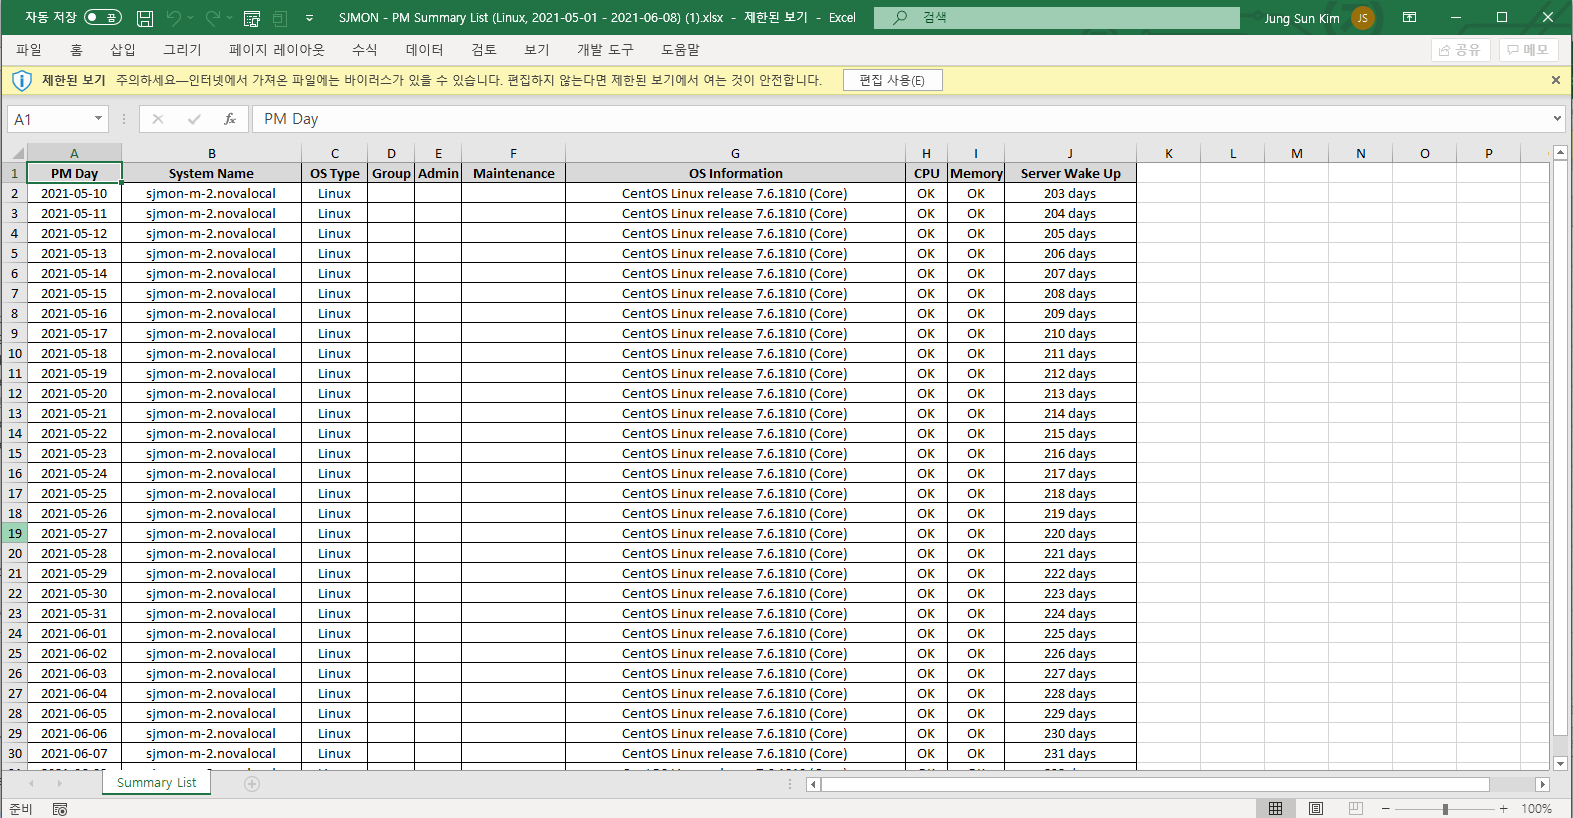 자동 저장 끔 SJMON - PM Summary List (Linux, 2021-05-01 - 2021-06-08) (1).xlsx - 제한된 보기 - Excel 검색 Jung Sun Kim JS
파일 홈 삽입 그리기 페이지 레이아웃 수식 데이터 검토 보기 개발 도구 도움말 공유 메모
제한된 보기 주의하세요—인터넷에서 가져온 파일에는 바이러스가 있을 수 있습니다. 편집하지 않는다면 제한된 보기에서 여는 것이 안전합니다. 편집 사용(E)
A1 fx PM Day
A B C D E F G H I J K L M N O P
1 PM Day System Name OS Type Group Admin Maintenance OS Information CPU Memory Server Wake Up
2 2021-05-10 sjmon-m-2.novalocal Linux CentOS Linux release 7.6.1810 (Core) OK OK 203 days
3 2021-05-11 sjmon-m-2.novalocal Linux CentOS Linux release 7.6.1810 (Core) OK OK 204 days
4 2021-05-12 sjmon-m-2.novalocal Linux CentOS Linux release 7.6.1810 (Core) OK OK 205 days
5 2021-05-13 sjmon-m-2.novalocal Linux CentOS Linux release 7.6.1810 (Core) OK OK 206 days
6 2021-05-14 sjmon-m-2.novalocal Linux CentOS Linux release 7.6.1810 (Core) OK OK 207 days
7 2021-05-15 sjmon-m-2.novalocal Linux CentOS Linux release 7.6.1810 (Core) OK OK 208 days
8 2021-05-16 sjmon-m-2.novalocal Linux CentOS Linux release 7.6.1810 (Core) OK OK 209 days
9 2021-05-17 sjmon-m-2.novalocal Linux CentOS Linux release 7.6.1810 (Core) OK OK 210 days
10 2021-05-18 sjmon-m-2.novalocal Linux CentOS Linux release 7.6.1810 (Core) OK OK 211 days
11 2021-05-19 sjmon-m-2.novalocal Linux CentOS Linux release 7.6.1810 (Core) OK OK 212 days
12 2021-05-20 sjmon-m-2.novalocal Linux CentOS Linux release 7.6.1810 (Core) OK OK 213 days
13 2021-05-21 sjmon-m-2.novalocal Linux CentOS Linux release 7.6.1810 (Core) OK OK 214 days
14 2021-05-22 sjmon-m-2.novalocal Linux CentOS Linux release 7.6.1810 (Core) OK OK 215 days
15 2021-05-23 sjmon-m-2.novalocal Linux CentOS Linux release 7.6.1810 (Core) OK OK 216 days
16 2021-05-24 sjmon-m-2.novalocal Linux CentOS Linux release 7.6.1810 (Core) OK OK 217 days
17 2021-05-25 sjmon-m-2.novalocal Linux CentOS Linux release 7.6.1810 (Core) OK OK 218 days
18 2021-05-26 sjmon-m-2.novalocal Linux CentOS Linux release 7.6.1810 (Core) OK OK 219 days
19 2021-05-27 sjmon-m-2.novalocal Linux CentOS Linux release 7.6.1810 (Core) OK OK 220 days
20 2021-05-28 sjmon-m-2.novalocal Linux CentOS Linux release 7.6.1810 (Core) OK OK 221 days
21 2021-05-29 sjmon-m-2.novalocal Linux CentOS Linux release 7.6.1810 (Core) OK OK 222 days
22 2021-05-30 sjmon-m-2.novalocal Linux CentOS Linux release 7.6.1810 (Core) OK OK 223 days
23 2021-05-31 sjmon-m-2.novalocal Linux CentOS Linux release 7.6.1810 (Core) OK OK 224 days
24 2021-06-01 sjmon-m-2.novalocal Linux CentOS Linux release 7.6.1810 (Core) OK OK 225 days
25 2021-06-02 sjmon-m-2.novalocal Linux CentOS Linux release 7.6.1810 (Core) OK OK 226 days
26 2021-06-03 sjmon-m-2.novalocal Linux CentOS Linux release 7.6.1810 (Core) OK OK 227 days
27 2021-06-04 sjmon-m-2.novalocal Linux CentOS Linux release 7.6.1810 (Core) OK OK 228 days
28 2021-06-05 sjmon-m-2.novalocal Linux CentOS Linux release 7.6.1810 (Core) OK OK 229 days
29 2021-06-06 sjmon-m-2.novalocal Linux CentOS Linux release 7.6.1810 (Core) OK OK 230 days
30 2021-06-07 sjmon-m-2.novalocal Linux CentOS Linux release 7.6.1810 (Core) OK OK 231 days
Summary List
준비 100%